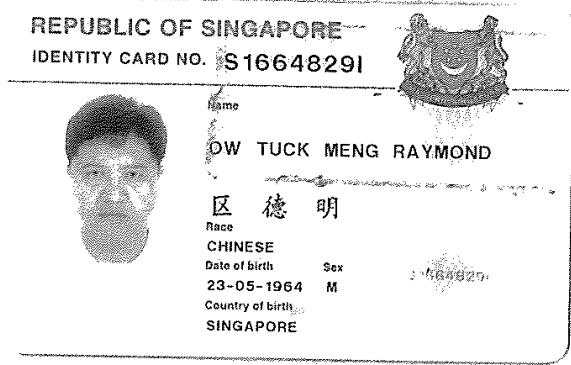 REPUBLIC OF SINGAPORE
IDENTITY CARD NO. S1664829I
Name
OW TUCK MENG RAYMOND
区 德 明
Race
CHINESE
Date of birth Sex
23-05-1964 M
Country of birth
SINGAPORE